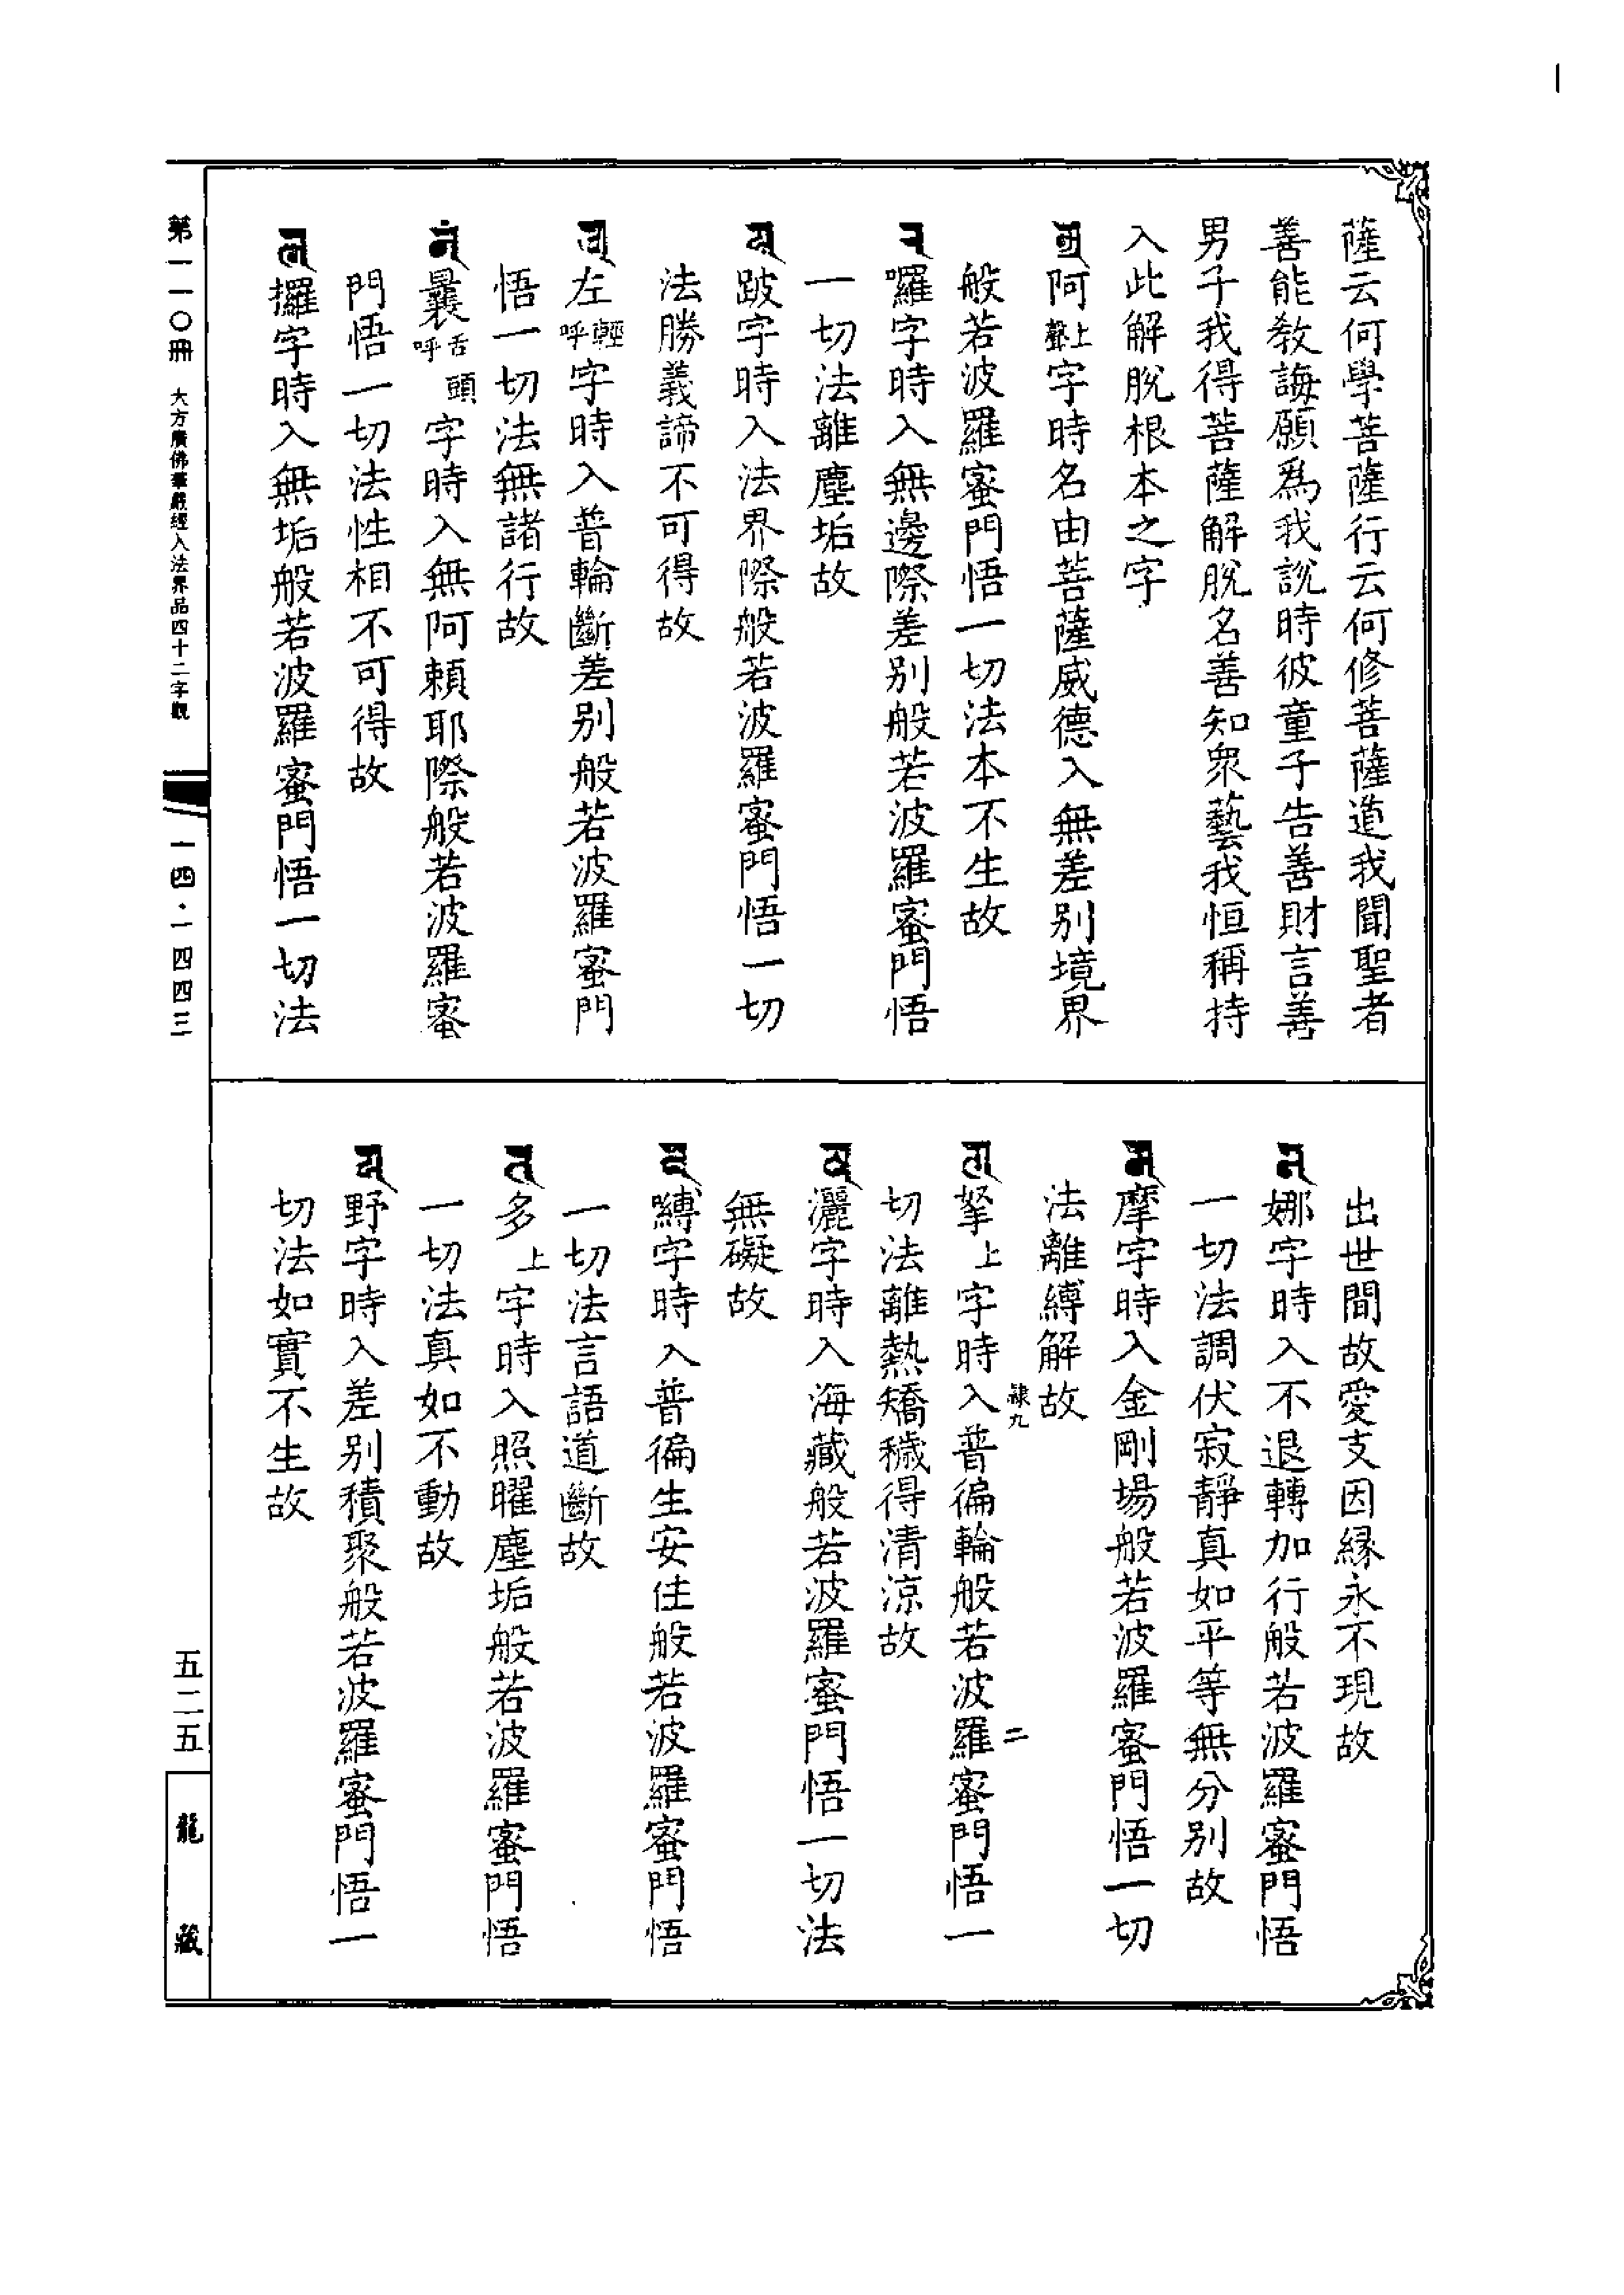 薩云何學菩薩行云何修菩薩道我聞聖者
善能教誨願爲我說時彼童子告善財言善
男子我得菩薩解脫名善知眾藝我恒稱持
入此解脫根本之字
阿上聲字時名由菩薩威德入無差別境界
般若波羅蜜門悟一切法本不生故
囉字時入無邊際差別般若波羅蜜門悟
一切法離塵垢故
跛字時入法界際般若波羅蜜門悟一切
法勝義諦不可得故
左輕呼字時入普輪斷差別般若波羅蜜門
悟一切法無諸行故
曩舌頭呼字時入無阿賴耶際般若波羅蜜
門悟一切法性相不可得故
攞字時入無垢般若波羅蜜門悟一切法
出世間故愛支因緣永不現故
娜字時入不退轉加行般若波羅蜜門悟
一切法調伏寂靜真如平等無分別故
摩字時入金剛場般若波羅蜜門悟一切
法離縛解故
隸九 二
拏上字時入普徧輪般若波羅蜜門悟一
切法離熱矯穢得清涼故
灑字時入海藏般若波羅蜜門悟一切法
無礙故
嚩字時入普徧生安住般若波羅蜜門悟
一切法言語道斷故
多上字時入照曜塵垢般若波羅蜜門悟
一切法真如不動故
野字時入差別積聚般若波羅蜜門悟一
切法如實不生故
第一一〇冊 大方廣佛華嚴經入法界品四十二字觀 一四·一四四三
五二五
龍藏